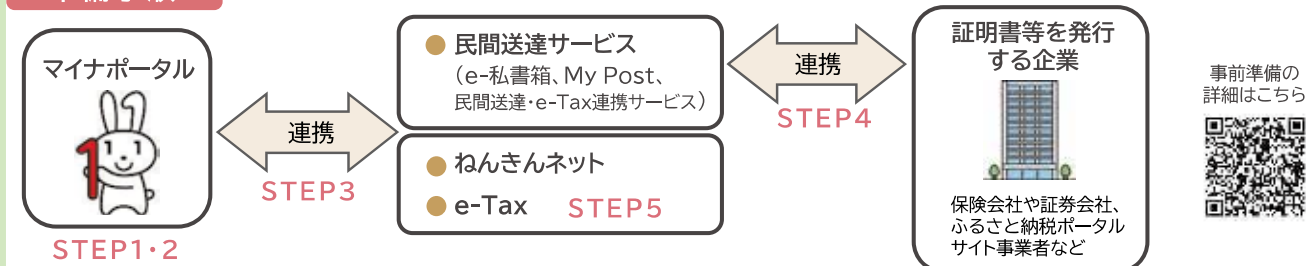 マイナポータル
STEP1・2
連携
STEP3
● 民間送達サービス
（e-私書箱、My Post、
民間送達・e-Tax連携サービス）
● ねんきんネット
● e-Tax STEP5
連携
STEP4
証明書等を発行
する企業
保険会社や証券会社、
ふるさと納税ポータル
サイト事業者など
事前準備の
詳細はこちら